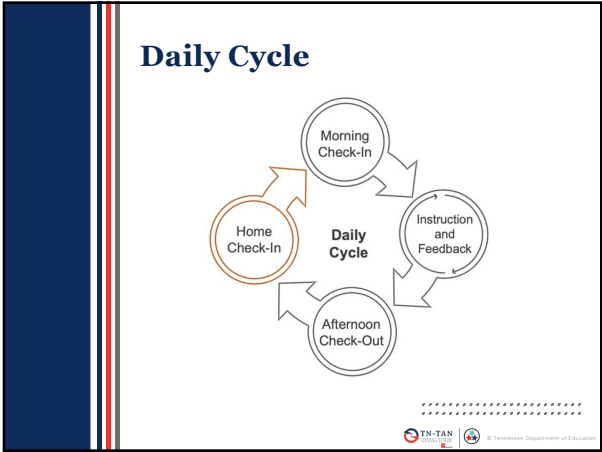 Daily Cycle
Morning
Check-In
Instruction
and
Feedback
Home
Check-In
Daily
Cycle
Afternoon
Check-Out
TN-TAN
© Tennessee Department of Education